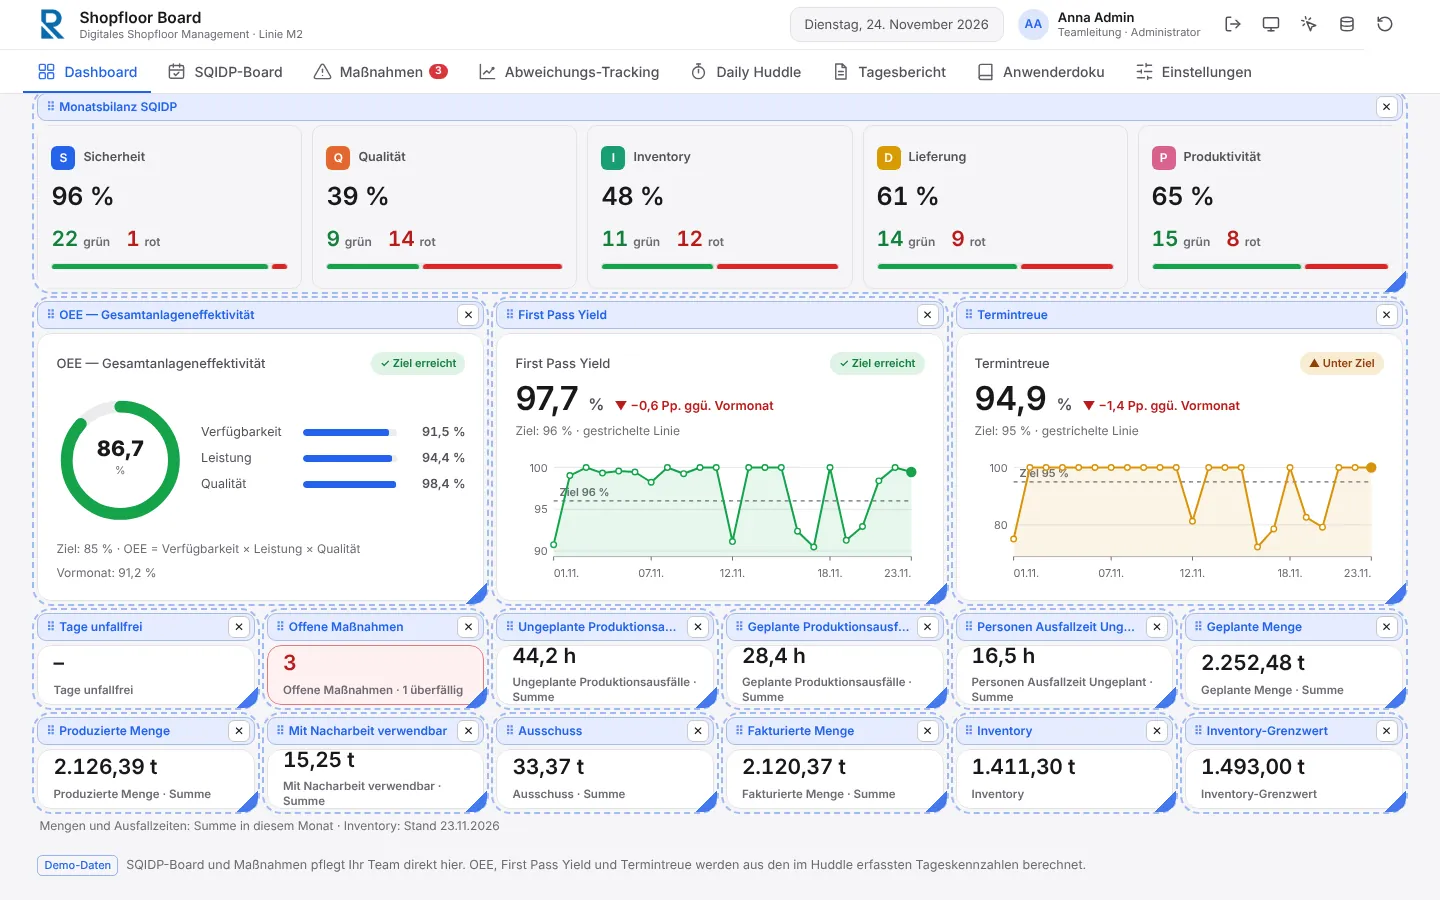 Shopfloor Board
Digitales Shopfloor Management · Linie M2
Dienstag, 24. November 2026
AA
Anna Admin
Teamleitung · Administrator
Dashboard
SQIDP-Board
Maßnahmen 3
Abweichungs-Tracking
Daily Huddle
Tagesbericht
Anwenderdoku
Einstellungen
Monatsbilanz SQIDP
S Sicherheit
96 %
22 grün 1 rot
Q Qualität
39 %
9 grün 14 rot
I Inventory
48 %
11 grün 12 rot
D Lieferung
61 %
14 grün 9 rot
P Produktivität
65 %
15 grün 8 rot
OEE — Gesamtanlageneffektivität
OEE — Gesamtanlageneffektivität
✓ Ziel erreicht
86,7
%
Verfügbarkeit 91,5 %
Leistung 94,4 %
Qualität 98,4 %
Ziel: 85 % · OEE = Verfügbarkeit × Leistung × Qualität
Vormonat: 91,2 %
First Pass Yield
First Pass Yield
✓ Ziel erreicht
97,7 % ▼ −0,6 Pp. ggü. Vormonat
Ziel: 96 % · gestrichelte Linie
100
Ziel 96 %
95
90
01.11. 07.11. 12.11. 18.11. 23.11.
Termintreue
Termintreue
▲ Unter Ziel
94,9 % ▼ −1,4 Pp. ggü. Vormonat
Ziel: 95 % · gestrichelte Linie
100
Ziel 95 %
80
01.11. 07.11. 12.11. 18.11. 23.11.
Tage unfallfrei
–
Tage unfallfrei
Offene Maßnahmen
3
Offene Maßnahmen · 1 überfällig
Ungeplante Produktionsa...
44,2 h
Ungeplante Produktionsausfälle ·
Summe
Geplante Produktionsausf...
28,4 h
Geplante Produktionsausfälle ·
Summe
Personen Ausfallzeit Ung...
16,5 h
Personen Ausfallzeit Ungeplant ·
Summe
Geplante Menge
2.252,48 t
Geplante Menge · Summe
Produzierte Menge
2.126,39 t
Produzierte Menge · Summe
Mit Nacharbeit verwendbar
15,25 t
Mit Nacharbeit verwendbar ·
Summe
Ausschuss
33,37 t
Ausschuss · Summe
Fakturierte Menge
2.120,37 t
Fakturierte Menge · Summe
Inventory
1.411,30 t
Inventory
Inventory-Grenzwert
1.493,00 t
Inventory-Grenzwert
Mengen und Ausfallzeiten: Summe in diesem Monat · Inventory: Stand 23.11.2026
Demo-Daten SQIDP-Board und Maßnahmen pflegt Ihr Team direkt hier. OEE, First Pass Yield und Termintreue werden aus den im Huddle erfassten Tageskennzahlen berechnet.